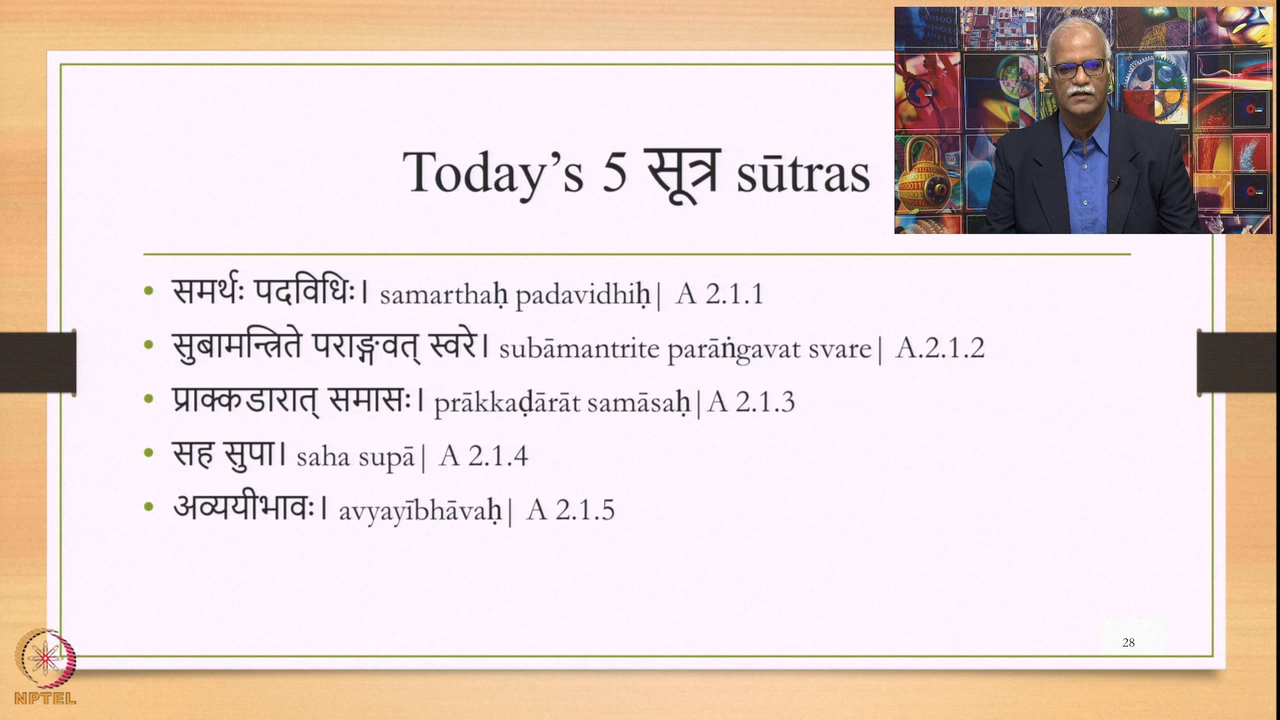 Today's 5 सूत्र sūtras
• समर्थः पदविधिः। samarthaḥ padavidhiḥ| A 2.1.1
• सुबामन्त्रिते पराङ्गवत् स्वरे। subāmantrite parāṅgavat svare| A.2.1.2
• प्राक्कडारात् समासः। prākkaḍārāt samāsaḥ|A 2.1.3
• सह सुपा। saha supā| A 2.1.4
• अव्ययीभावः। avyayībhāvaḥ| A 2.1.5
28
NPTEL